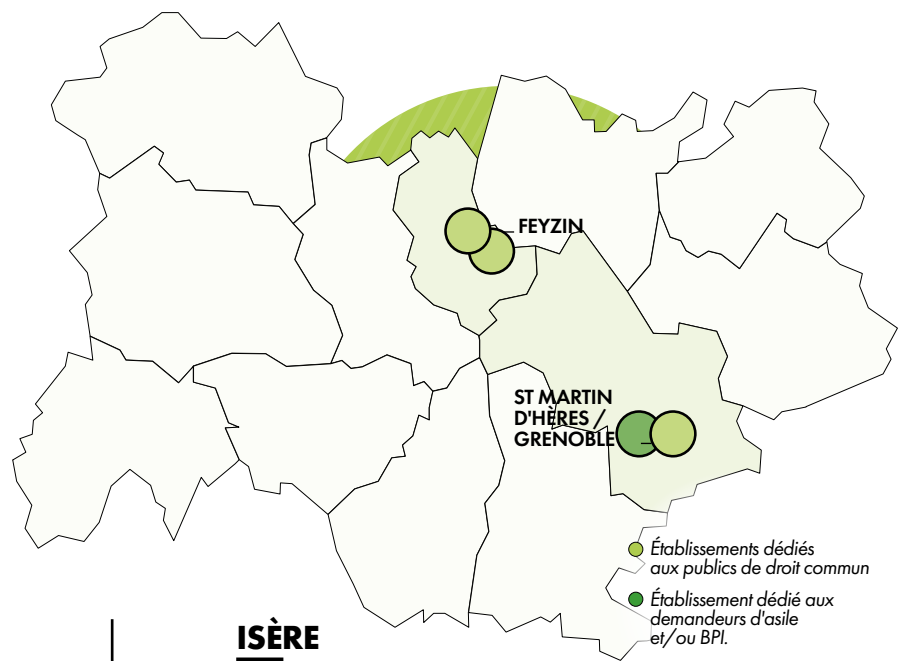 FEYZIN
ST MARTIN
D'HÈRES /
GRENOBLE
Établissements dédiés
aux publics de droit commun
Établissement dédié aux
demandeurs d'asile
et/ou BPI.
ISÈRE